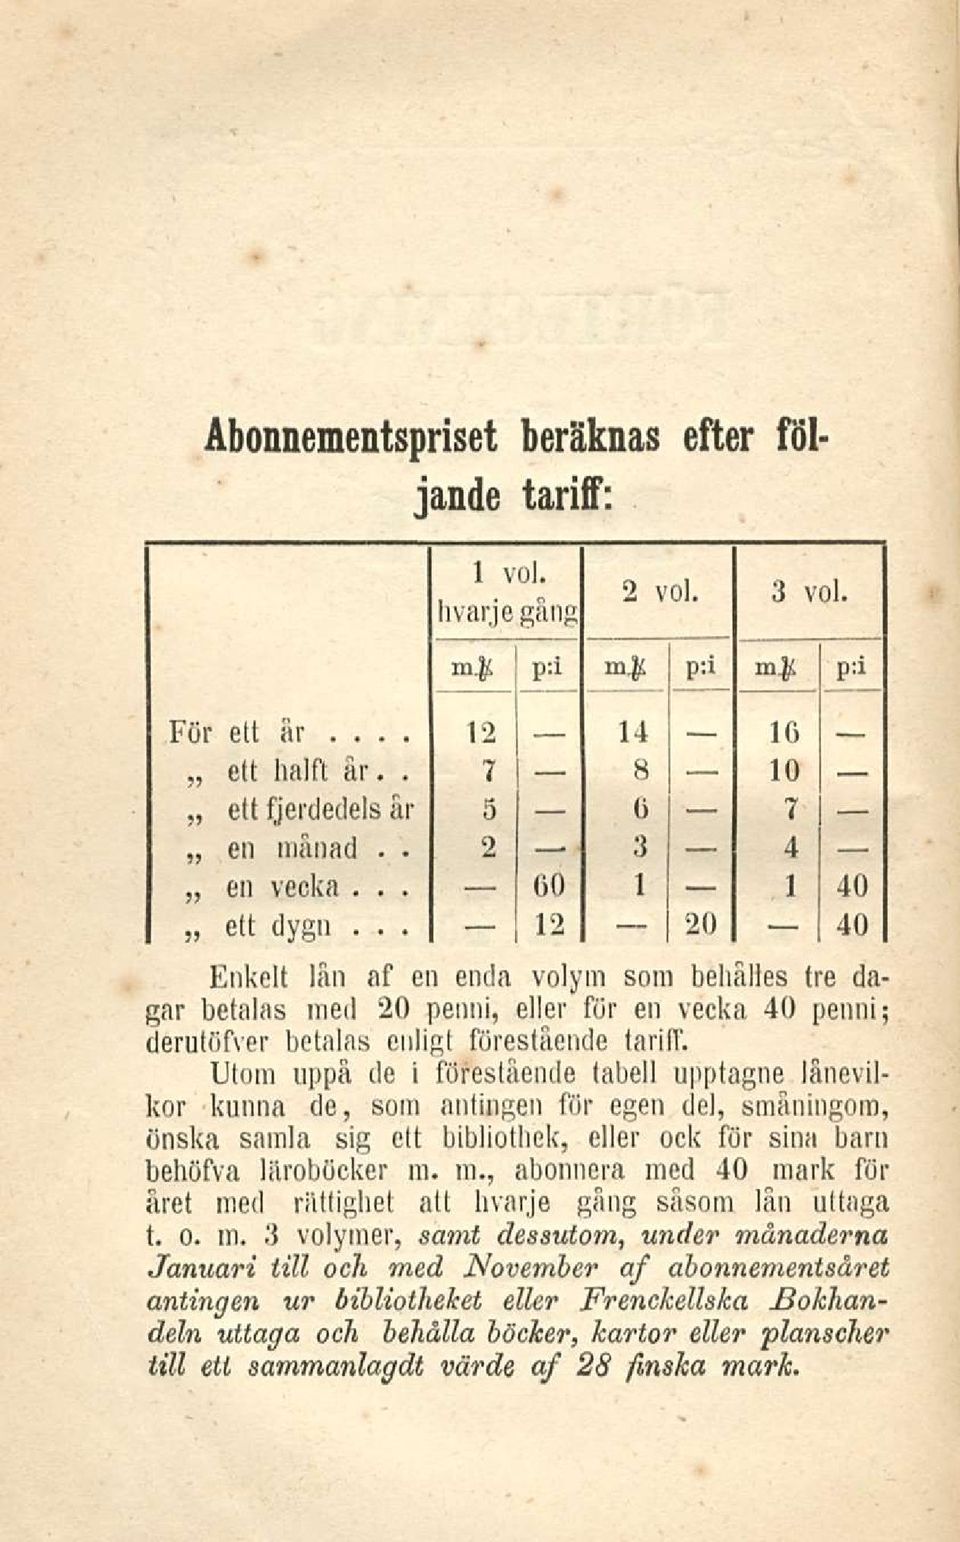 Abonnementspriset beräknas efter föl-
jande tariff:
1 vol. hvarje gång 2 vol. 3 vol.
m.k p:i m.k p:i m.k p:i
För ett år . . . . 12 — 14 — 16 —
„ ett halft år. . 7 — 8 — 10 —
„ ett fjerdedels år 5 — 6 — 7 —
„ en månad . . 2 — 3 — 4 —
„ en vecka . . . — 60 1 — 1 40
„ ett dygn . . . — 12 — 20 — 40
Enkelt lån af en enda volym som behålles tre da-
gar betalas med 20 penni, eller för en vecka 40 penni;
derutöfver betalas enligt förestående tariff.
Utom uppå de i förestående tabell upptagne lånevil-
kor kunna de, som antingen för egen del, småningom,
önska samla sig ett bibliothek, eller ock för sina barn
behöfva läroböcker m. m., abonnera med 40 mark för
året med rättighet att hvarje gång såsom lån uttaga
t. o. m. 3 volymer, samt dessutom, under månaderna
Januari till och med November af abonnementsåret
antingen ur bibliotheket eller Frenckellska Bokhan-
deln uttaga och behålla böcker, kartor eller planscher
till ett sammanlagdt värde af 28 finska mark.